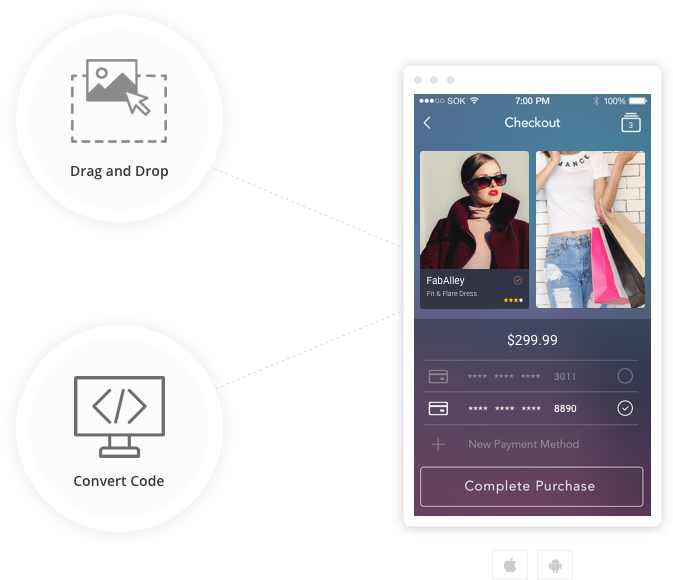 Drag and Drop
Convert Code
SOK 7:00 PM 100%
Checkout
3
MANCE
FabAlley
Fit & Flare Dress
$299.99
**** **** **** 3011
**** **** **** 8890
New Payment Method
Complete Purchase